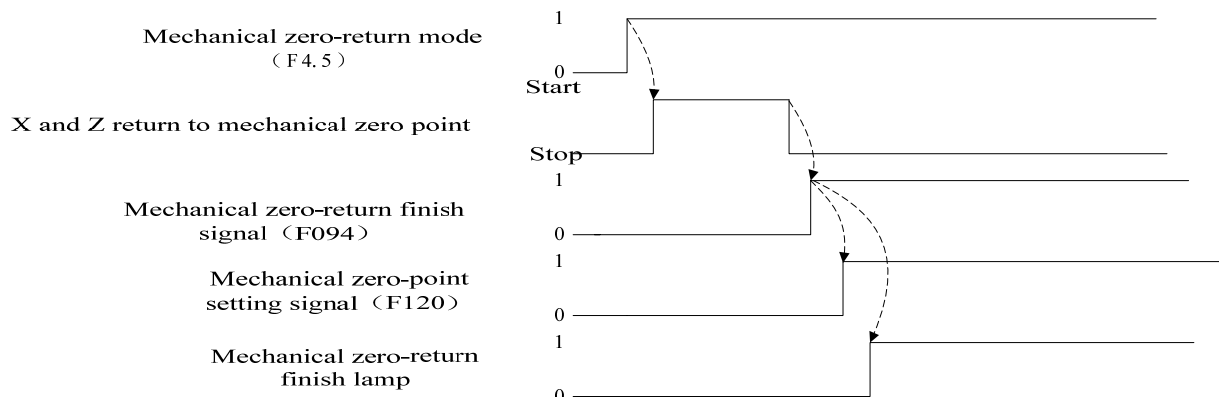 1
Mechanical zero-return mode
（F4.5）
0
Start
X and Z return to mechanical zero point
Stop
1
Mechanical zero-return finish
signal（F094）
0
1
Mechanical zero-point
setting signal（F120）
0
1
Mechanical zero-return
finish lamp
0